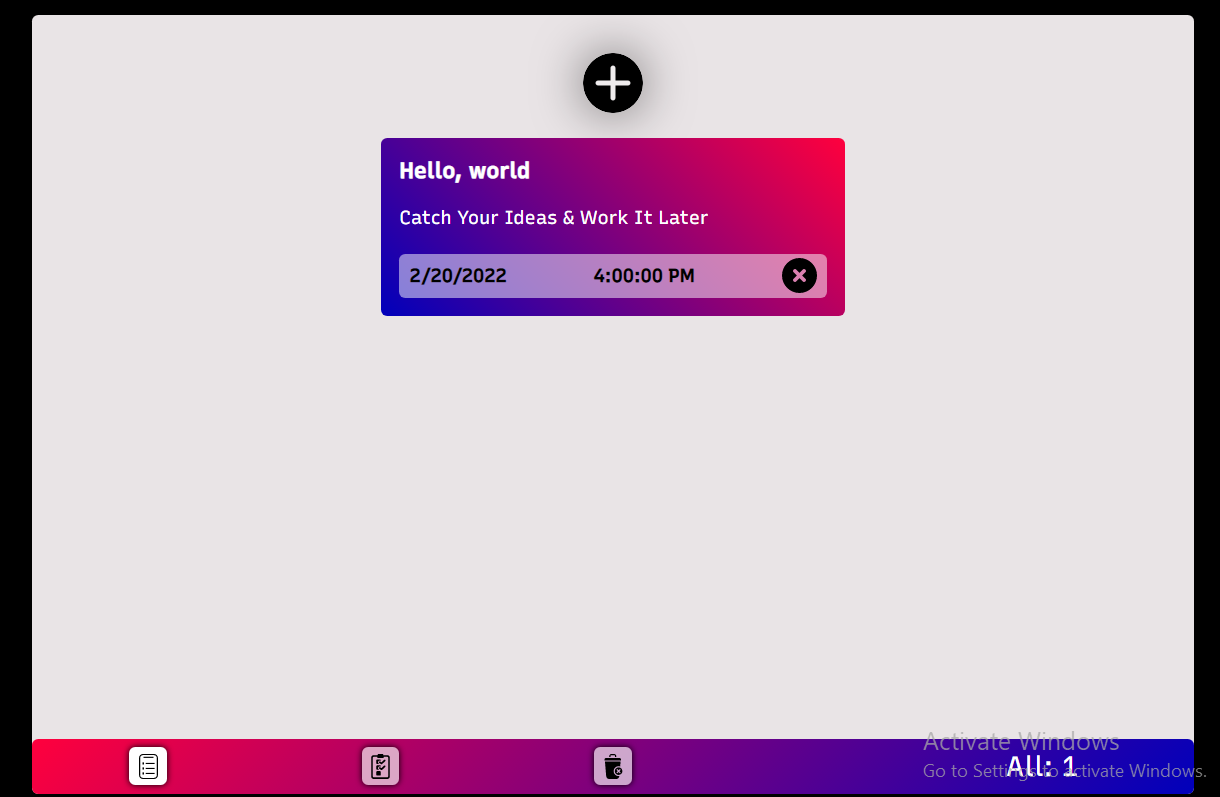 Hello, world
Catch Your Ideas & Work It Later
2/20/2022 4:00:00 PM
Activate Windows
Go to Settings to activate Windows.
All: 1